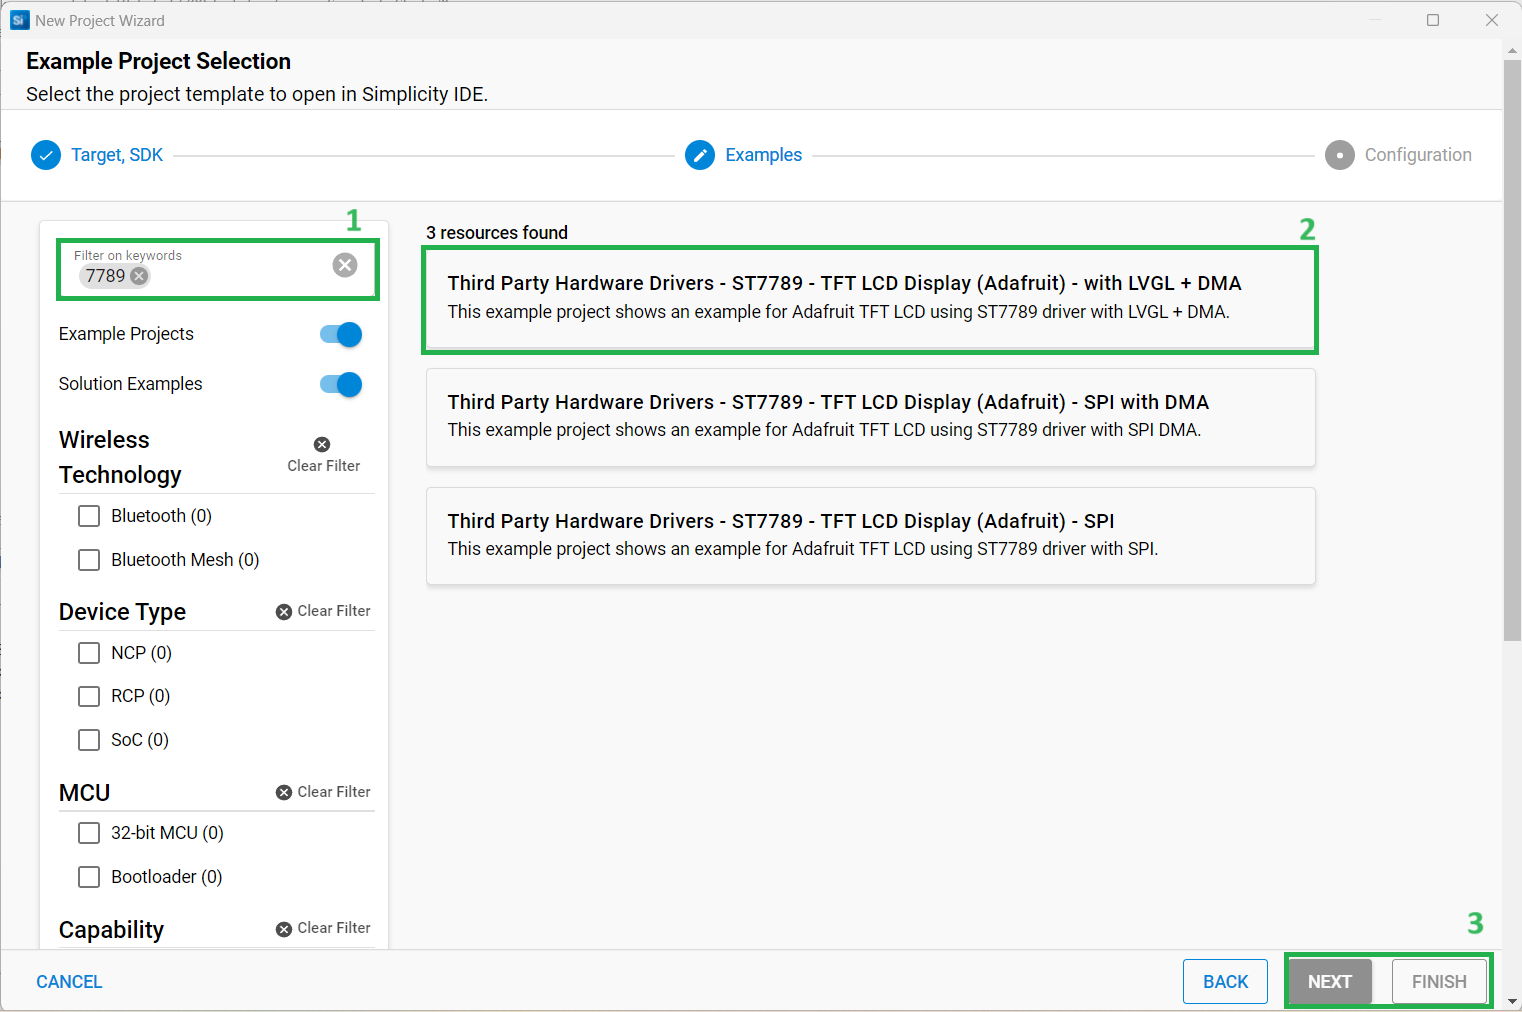 Si New Project Wizard
Example Project Selection
Select the project template to open in Simplicity IDE.
Target, SDK
Examples
Configuration
1
Filter on keywords
7789
Example Projects
Solution Examples
Wireless
Technology
Clear Filter
Bluetooth (0)
Bluetooth Mesh (0)
Device Type
Clear Filter
NCP (0)
RCP (0)
SoC (0)
MCU
Clear Filter
32-bit MCU (0)
Bootloader (0)
Capability
Clear Filter
3 resources found
2
Third Party Hardware Drivers - ST7789 - TFT LCD Display (Adafruit) - with LVGL + DMA
This example project shows an example for Adafruit TFT LCD using ST7789 driver with LVGL + DMA.
Third Party Hardware Drivers - ST7789 - TFT LCD Display (Adafruit) - SPI with DMA
This example project shows an example for Adafruit TFT LCD using ST7789 driver with SPI DMA.
Third Party Hardware Drivers - ST7789 - TFT LCD Display (Adafruit) - SPI
This example project shows an example for Adafruit TFT LCD using ST7789 driver with SPI.
3
CANCEL
BACK
NEXT
FINISH